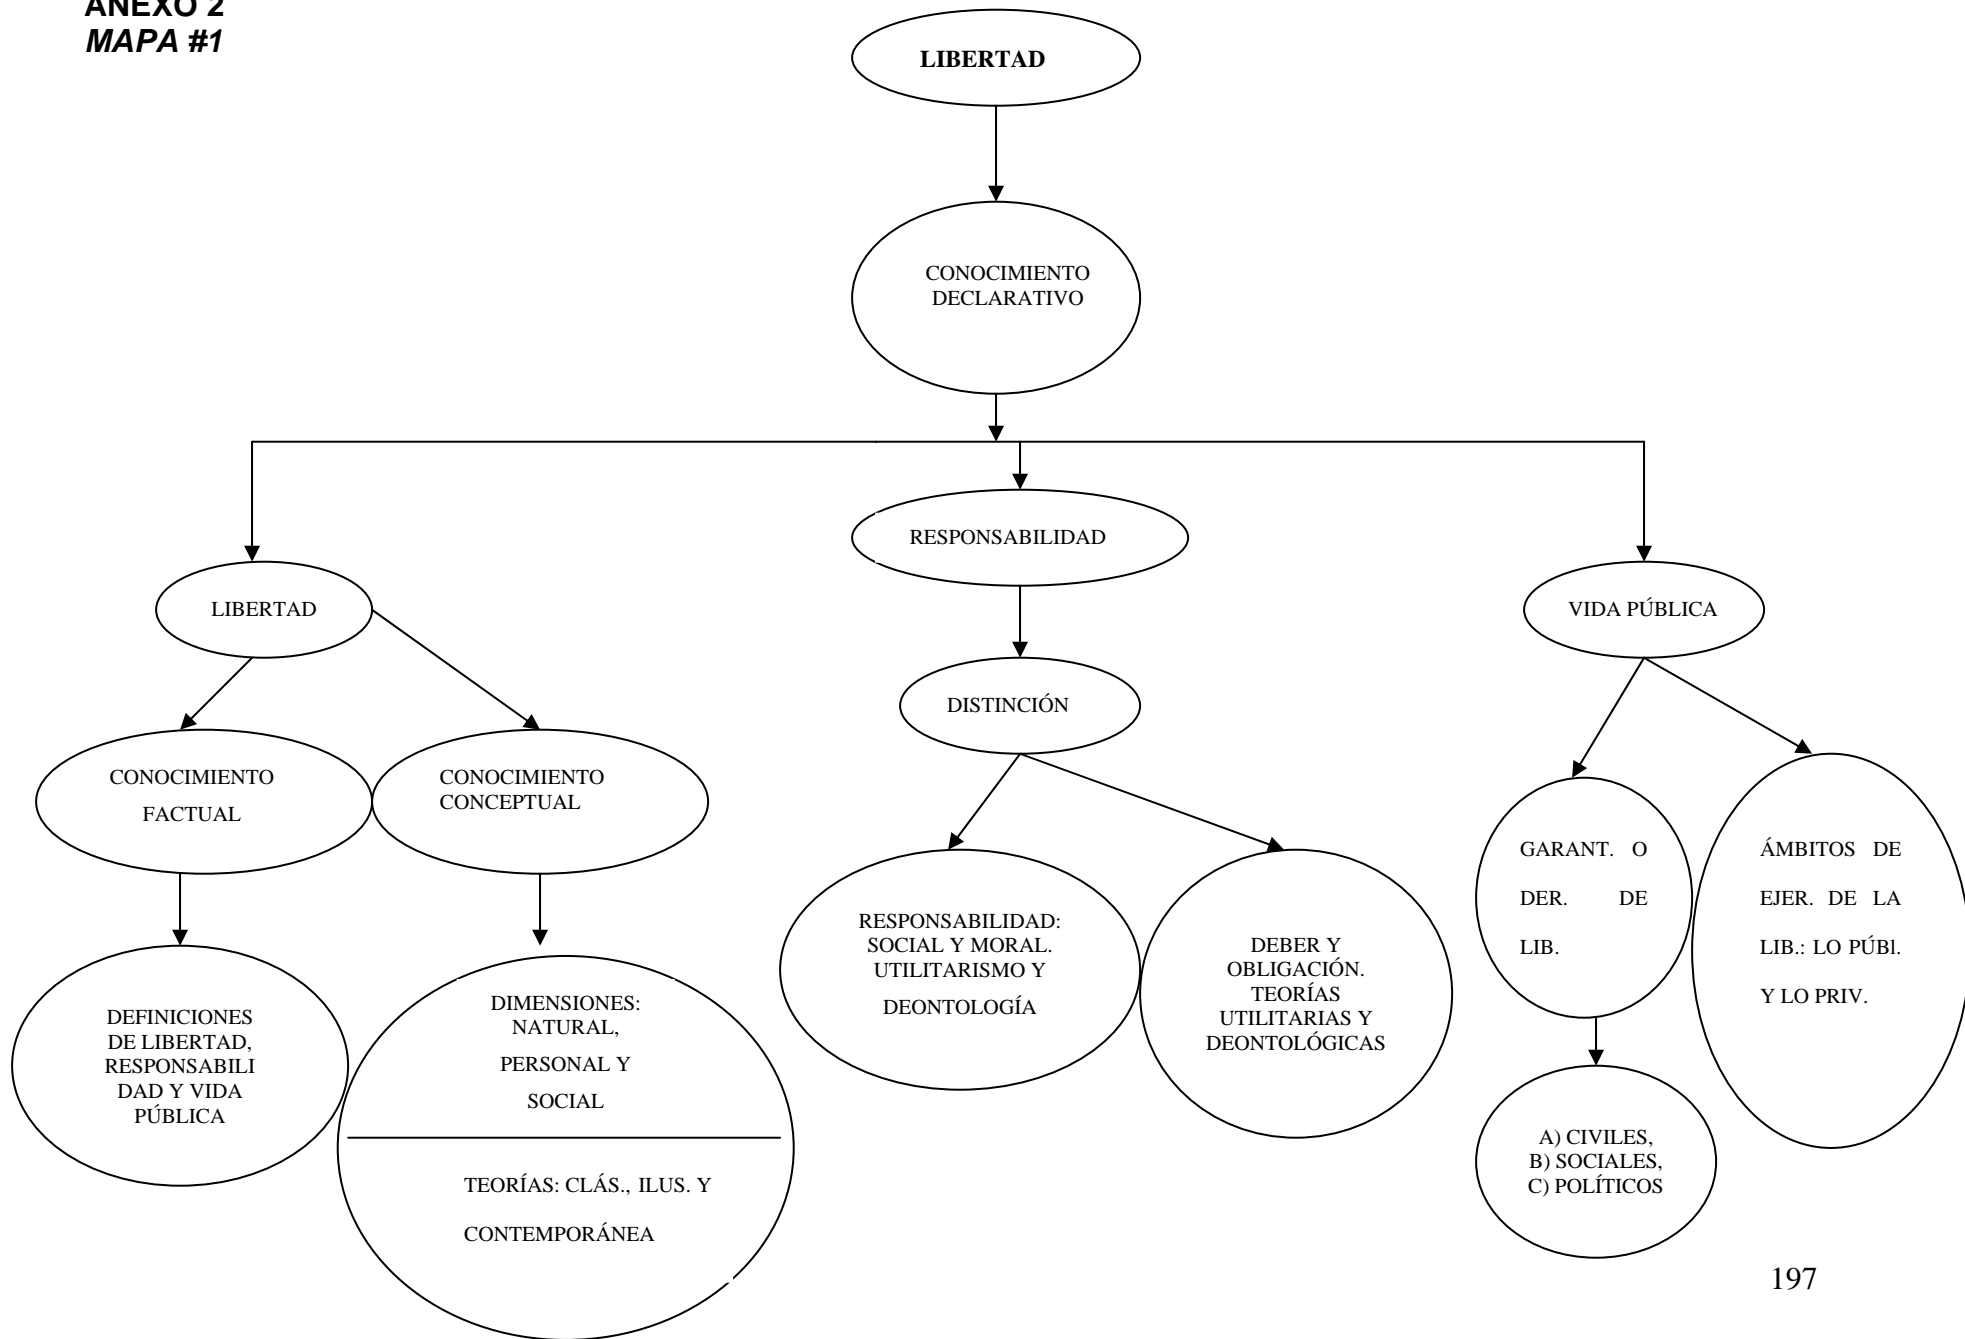 ANEXO 2
MAPA #1
LIBERTAD
CONOCIMIENTO
DECLARATIVO
RESPONSABILIDAD
LIBERTAD
VIDA PÚBLICA
DISTINCIÓN
CONOCIMIENTO
FACTUAL
CONOCIMIENTO
CONCEPTUAL
GARANT. O
DER. DE
LIB.
ÁMBITOS DE
EJER. DE LA
LIB.: LO PÚBl.
Y LO PRIV.
RESPONSABILIDAD:
SOCIAL Y MORAL.
UTILITARISMO Y
DEONTOLOGÍA
DEBER Y
OBLIGACIÓN.
TEORÍAS
UTILITARIAS Y
DEONTOLÓGICAS
DEFINICIONES
DE LIBERTAD,
RESPONSABILI
DAD Y VIDA
PÚBLICA
DIMENSIONES:
NATURAL,
PERSONAL Y
SOCIAL
TEORÍAS: CLÁS., ILUS. Y
CONTEMPORÁNEA
A) CIVILES,
B) SOCIALES,
C) POLÍTICOS
197